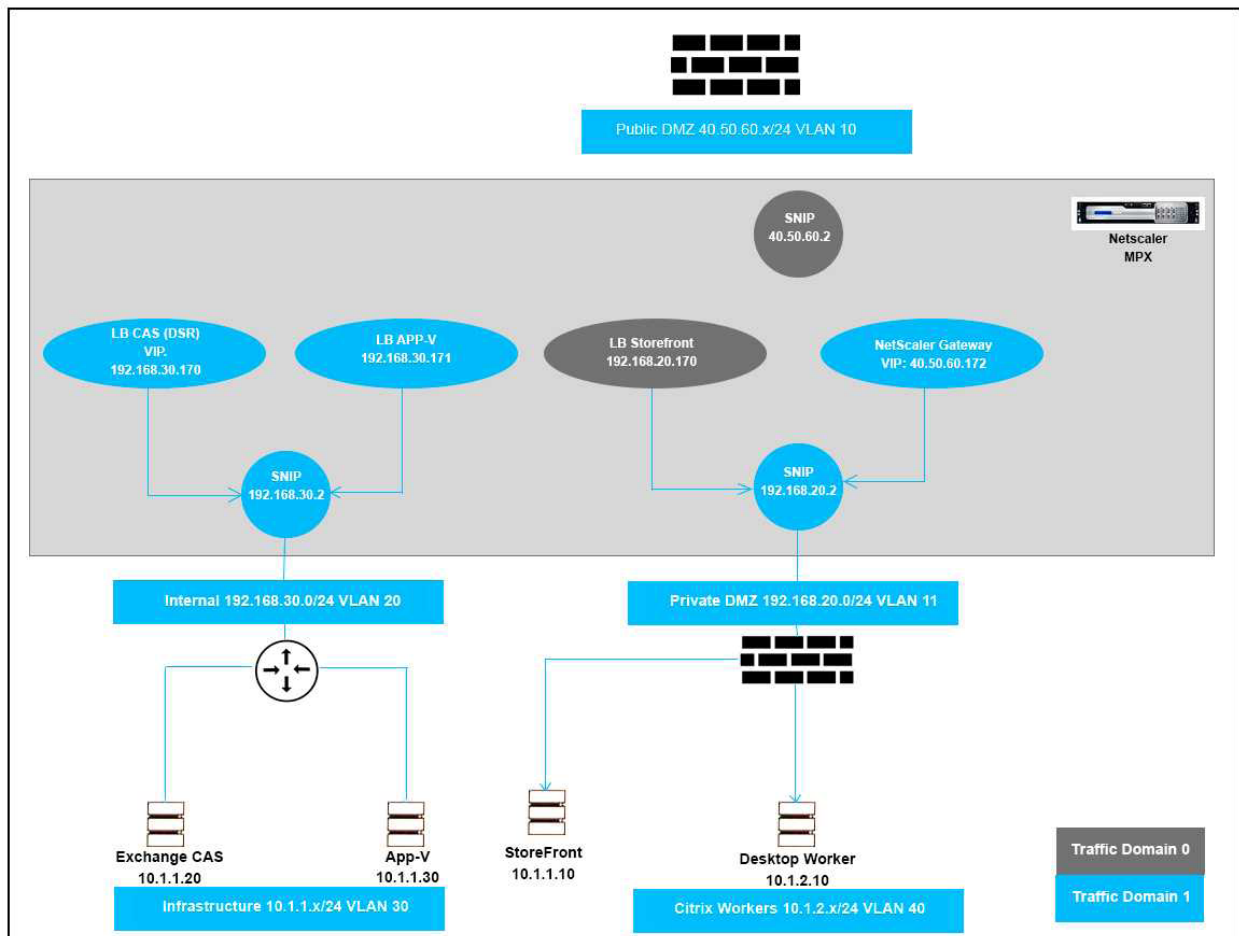 Public DMZ 40.50.60.x/24 VLAN 10
SNIP
40.50.60.2
Netscaler
MPX
LB CAS (DSR)
VIP.
192.168.30.170
LB APP-V
192.168.30.171
LB Storefront
192.168.20.170
NetScaler Gateway
VIP: 40.50.60.172
SNIP
192.168.30.2
SNIP
192.168.20.2
Internal 192.168.30.0/24 VLAN 20
Private DMZ 192.168.20.0/24 VLAN 11
Exchange CAS
10.1.1.20
App-V
10.1.1.30
StoreFront
10.1.1.10
Desktop Worker
10.1.2.10
Infrastructure 10.1.1.x/24 VLAN 30
Citrix Workers 10.1.2.x/24 VLAN 40
Traffic Domain 0
Traffic Domain 1